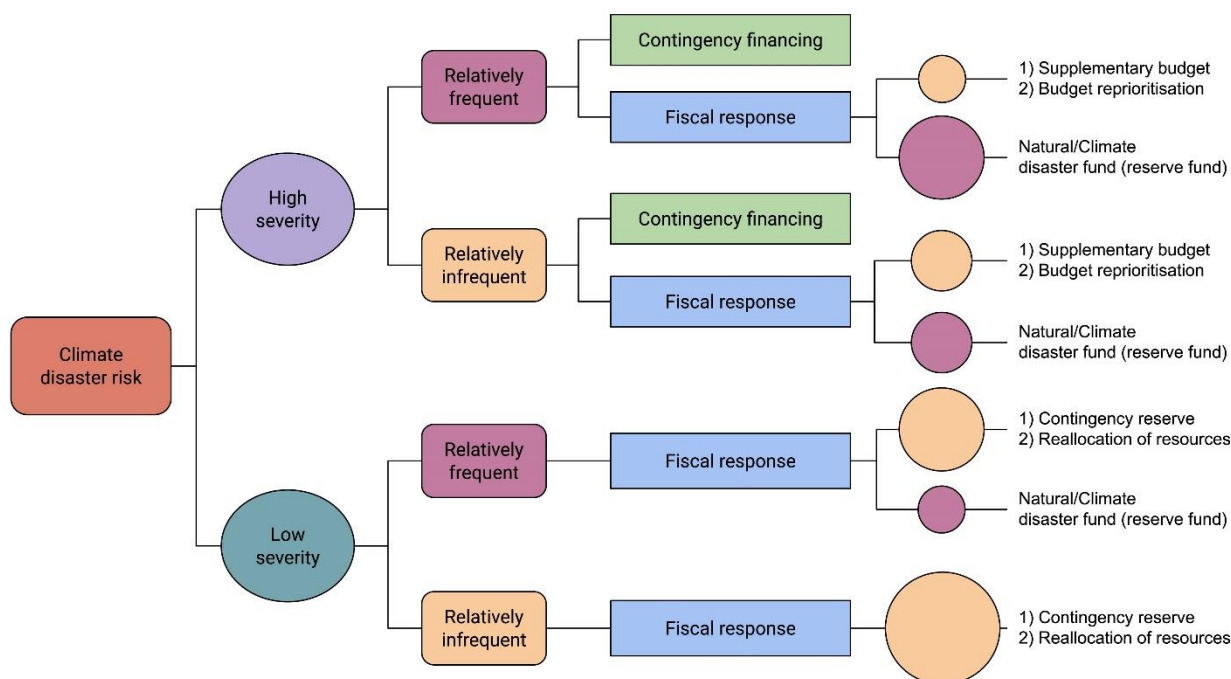 Climate
disaster risk
High
severity
Low
severity
Relatively
frequent
Relatively
infrequent
Relatively
frequent
Relatively
infrequent
Contingency financing
Fiscal response
Contingency financing
Fiscal response
Fiscal response
Fiscal response
1) Supplementary budget
2) Budget reprioritisation
Natural/Climate
disaster fund (reserve fund)
1) Supplementary budget
2) Budget reprioritisation
Natural/Climate
disaster fund (reserve fund)
1) Contingency reserve
2) Reallocation of resources
Natural/Climate
disaster fund (reserve fund)
1) Contingency reserve
2) Reallocation of resources